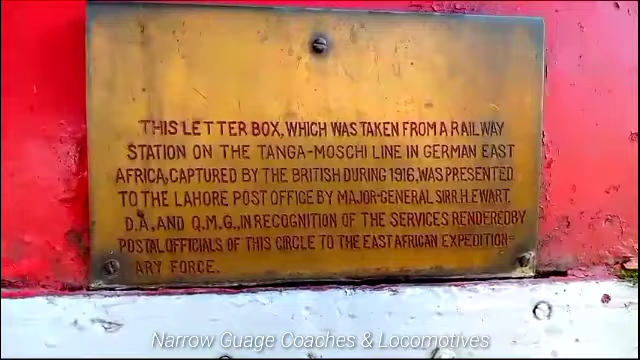 THIS LETTER BOX, WHICH WAS TAKEN FROM A RAILWAY
STATION ON THE TANGA-MOSCHI LINE IN GERMAN EAST
AFRICA, CAPTURED BY THE BRITISH DURING 1916, WAS PRESENTED
TO THE LAHORE POST OFFICE BY MAJOR-GENERAL SIR R.H.EWART,
D.A., AND Q.M.G., IN RECOGNITION OF THE SERVICES RENDERED BY
POSTAL OFFICIALS OF THIS CIRCLE TO THE EAST AFRICAN EXPEDITION=
ARY FORCE.
Narrow Guage Coaches & Locomotives